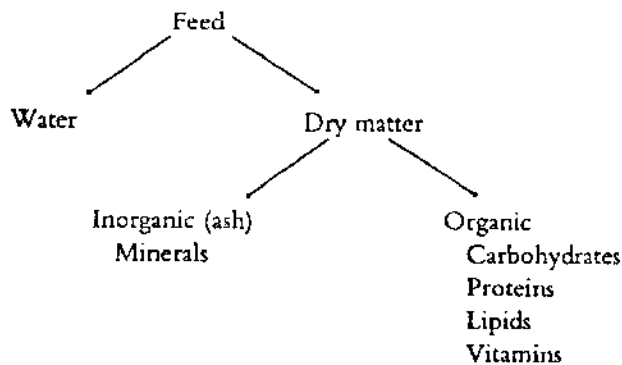 Feed
Water
Dry matter
Inorganic (ash)
Minerals
Organic
Carbohydrates
Proteins
Lipids
Vitamins